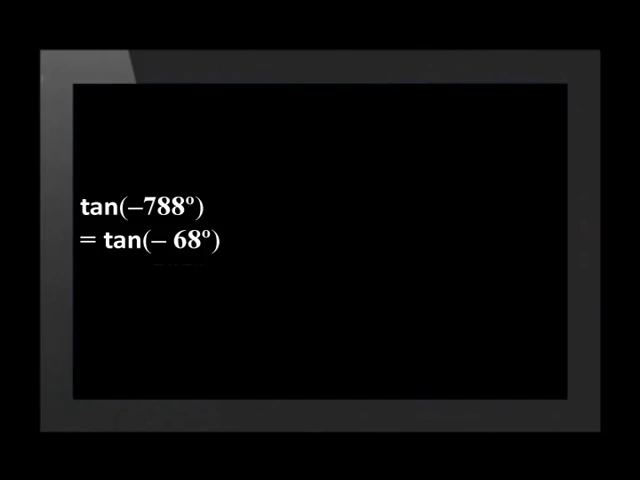 tan(–788º)
= tan(– 68º)